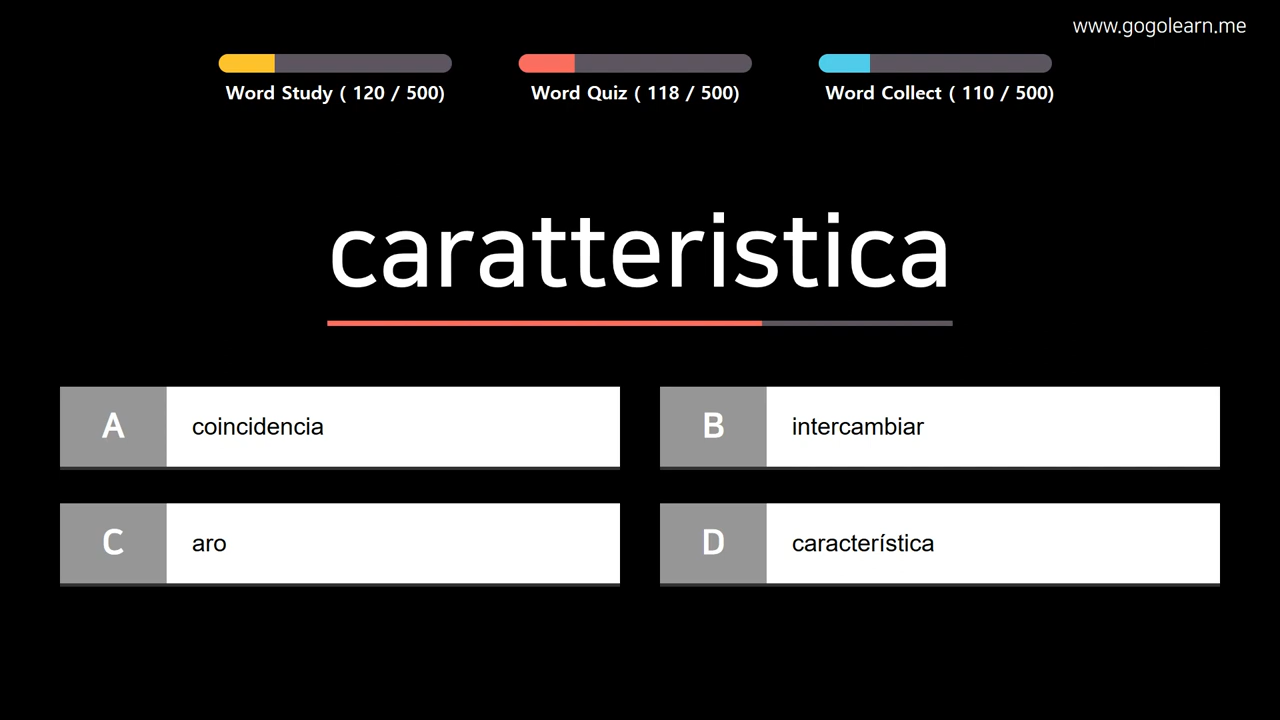 www.gogolearn.me
Word Study ( 120 / 500)
Word Quiz ( 118 / 500)
Word Collect ( 110 / 500)
caratteristica
A coincidencia
B intercambiar
C aro
D característica